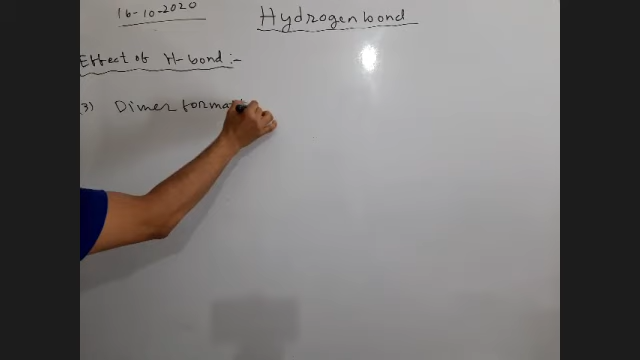 16-10-2020
Hydrogen bond
Effect of H-bond :-
(3) Dimer forma